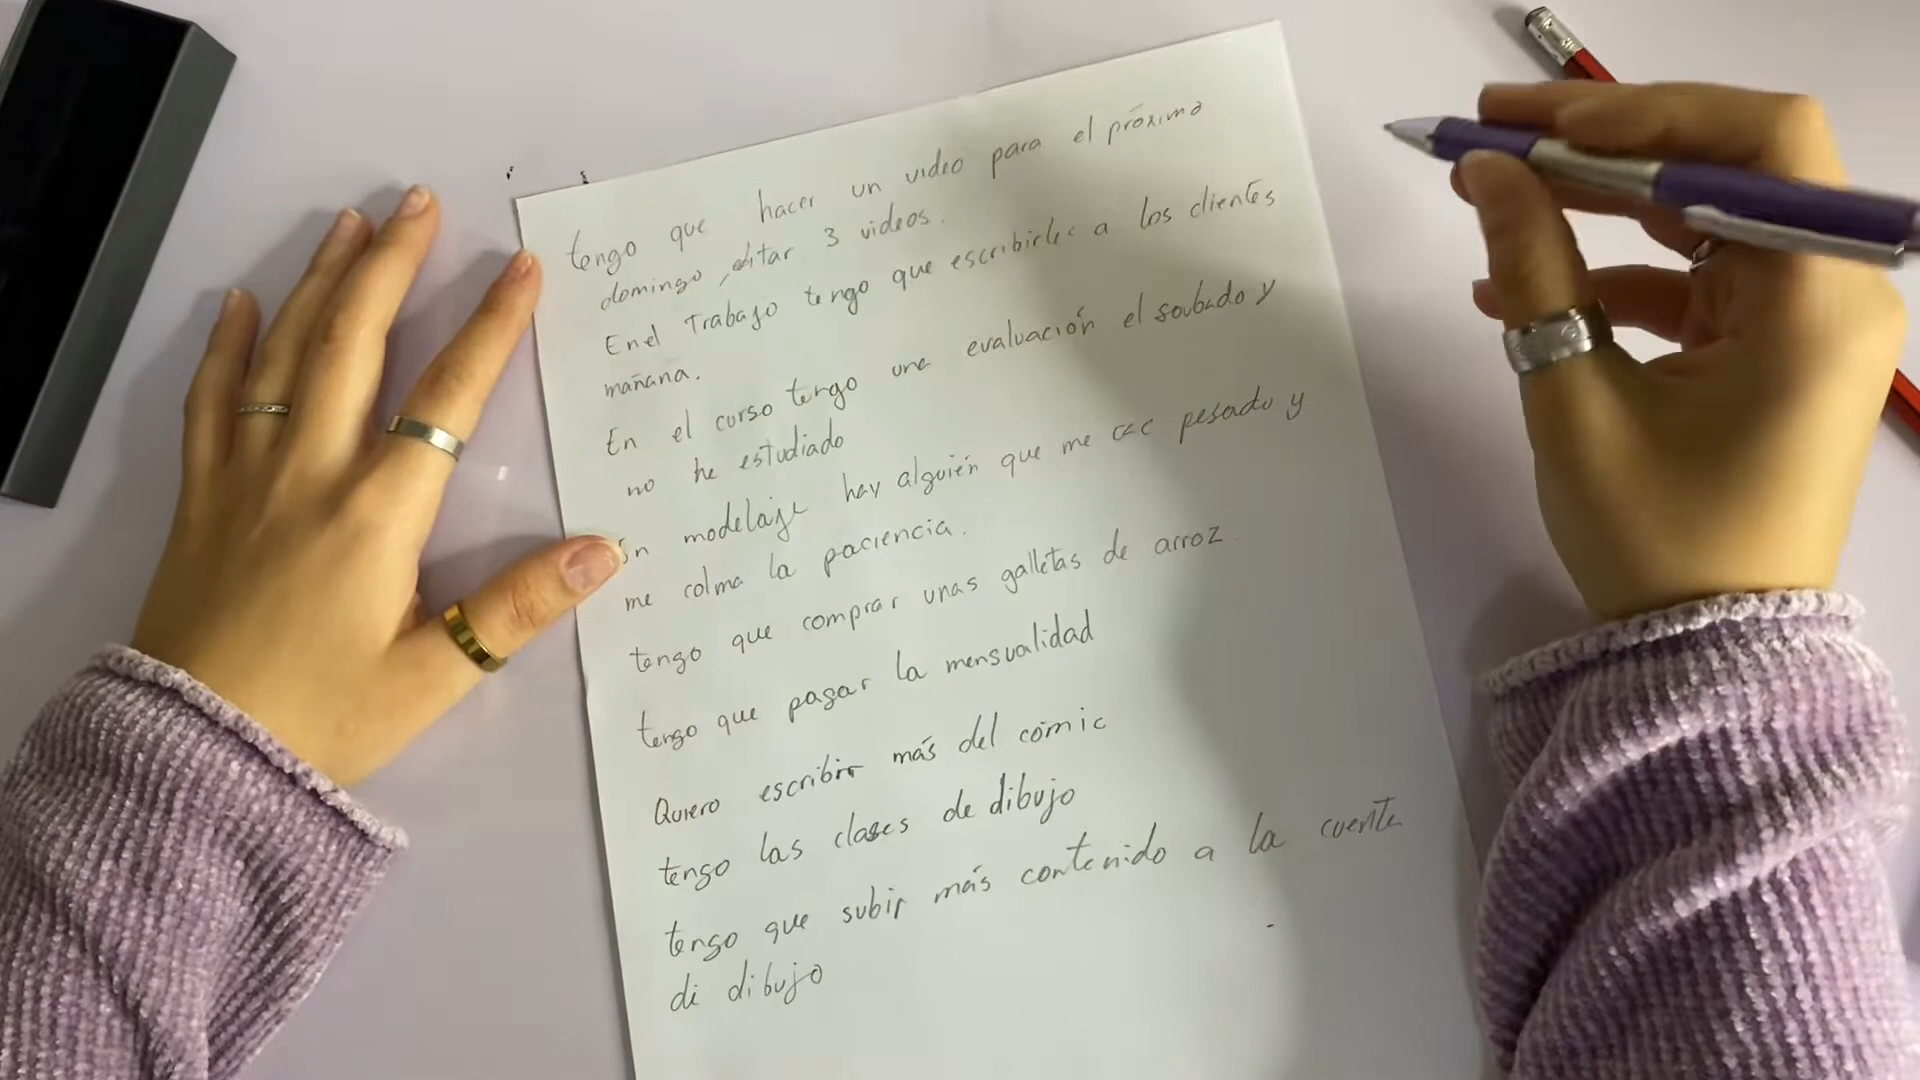 tengo que hacer un video para el próximo
domingo, editar 3 videos.
En el Trabajo tengo que escribirles a los clientes
mañana.
En el curso tengo una evaluación el soubado y
no he estudiado
En modelaje hay alguién que me cae pesado y
me colma la paciencia.
tengo que comprar unas galletas de arroz.
tengo que pagar la mensualidad
Quiero escribir más del cómic
tengo las clases de dibujo
tengo que subir más contenido a la cuenta
di dibujo